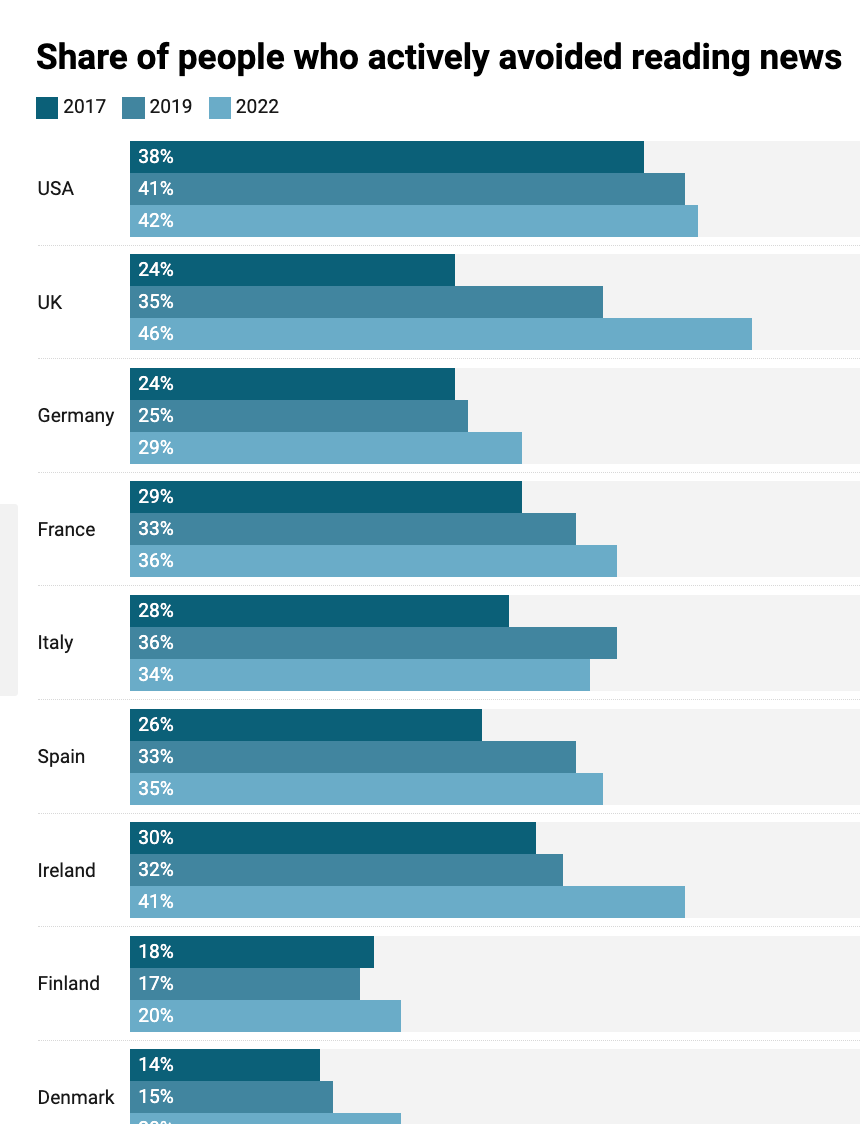 Share of people who actively avoided reading news
2017 2019 2022
USA
38%
41%
42%
UK
24%
35%
46%
Germany
24%
25%
29%
France
29%
33%
36%
Italy
28%
36%
34%
Spain
26%
33%
35%
Ireland
30%
32%
41%
Finland
18%
17%
20%
Denmark
14%
15%